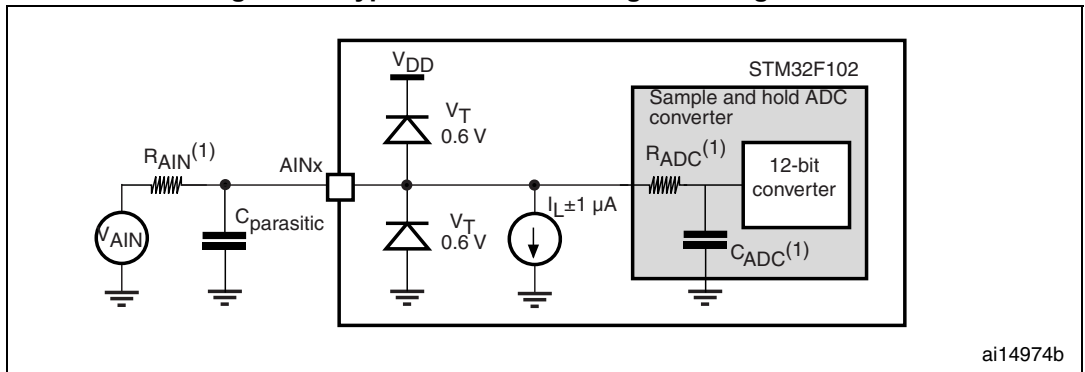 VDD
STM32F102
Sample and hold ADC
converter
VT
0.6 V
RAIN(1)
AINx
RADC(1)
12-bit
converter
VAIN
Cparasitic
VT
0.6 V
IL±1 µA
CADC(1)
ai14974b